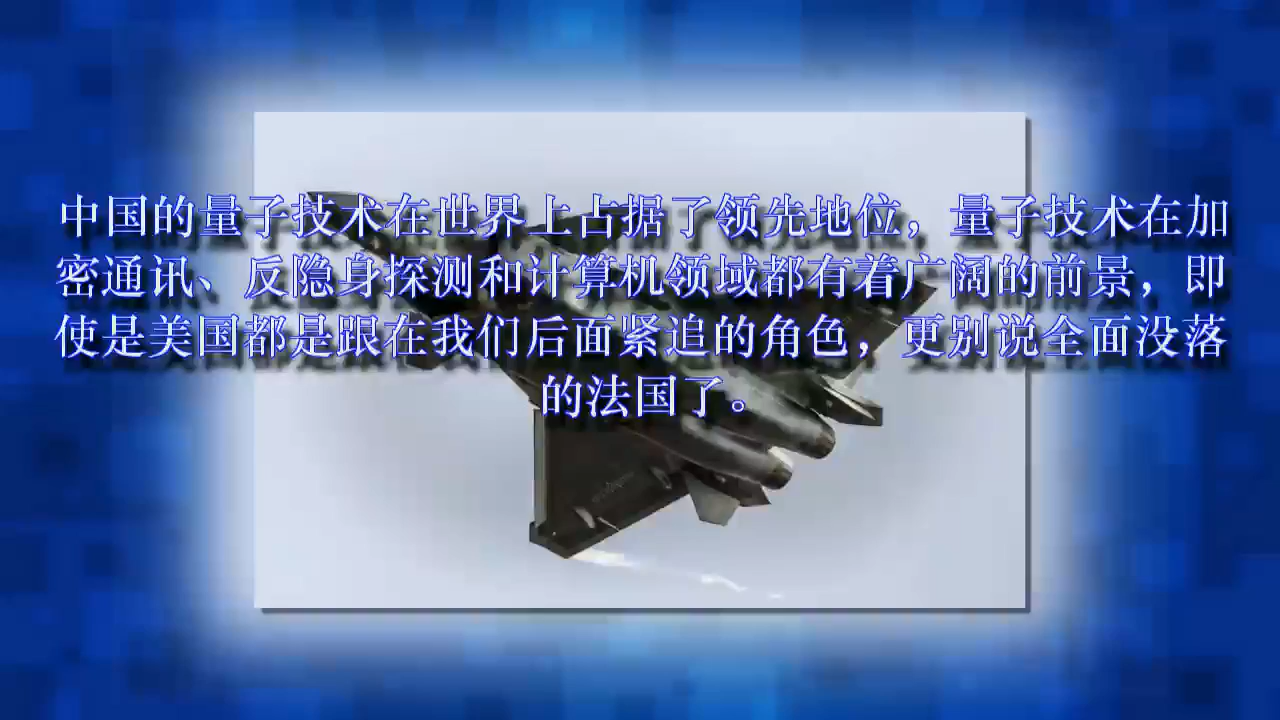 中国的量子技术在世界上占据了领先地位，量子技术在加
密通讯、反隐身探测和计算机领域都有着广阔的前景，即
使是美国都是跟在我们后面紧追的角色，更别说全面没落
的法国了。